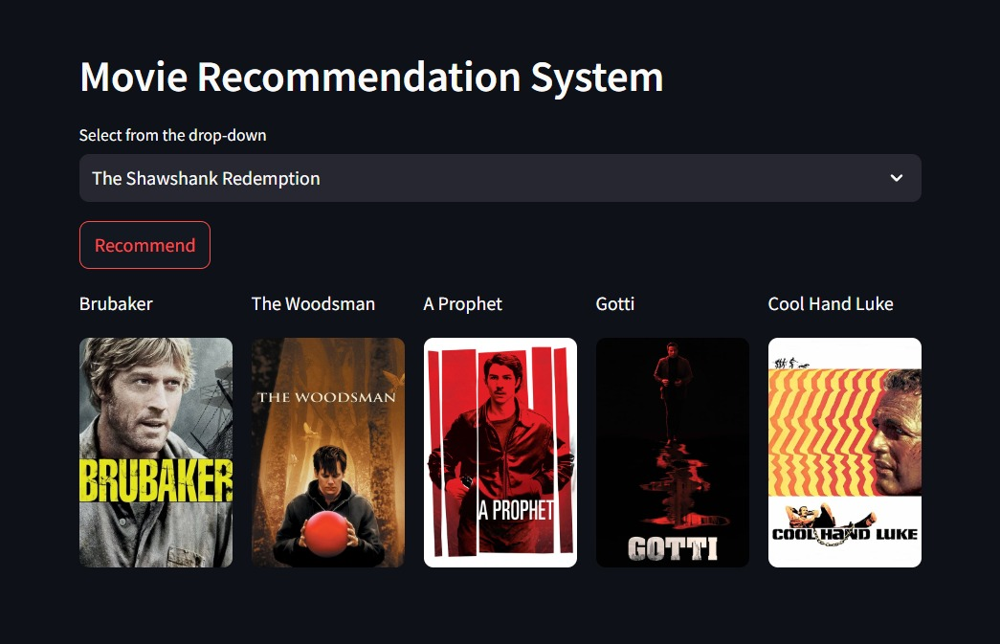 Movie Recommendation System
Select from the drop-down
The Shawshank Redemption
Recommend
Brubaker
The Woodsman
A Prophet
Gotti
Cool Hand Luke
BRUBAKER
THE WOODSMAN
A PROPHET
GOTTI
COOL HAND LUKE